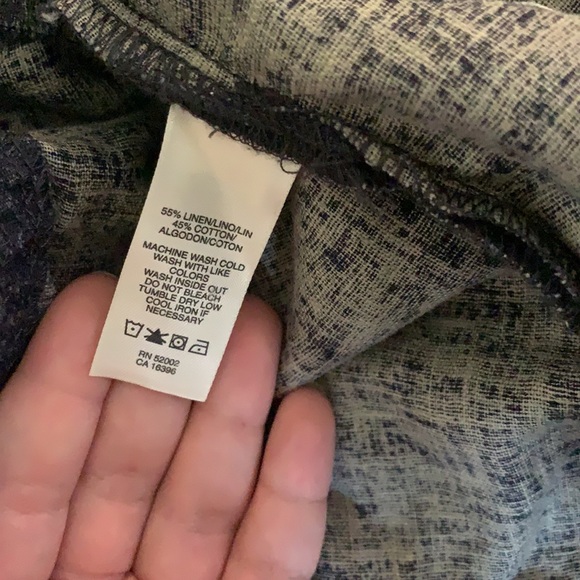 55% LINEN/LINO/LIN
45% COTTON/
ALGODON/COTON
MACHINE WASH COLD
WASH WITH LIKE
COLORS
WASH INSIDE OUT
DO NOT BLEACH
TUMBLE DRY LOW
COOL IRON IF
NECESSARY
RN 52002
CA 16396